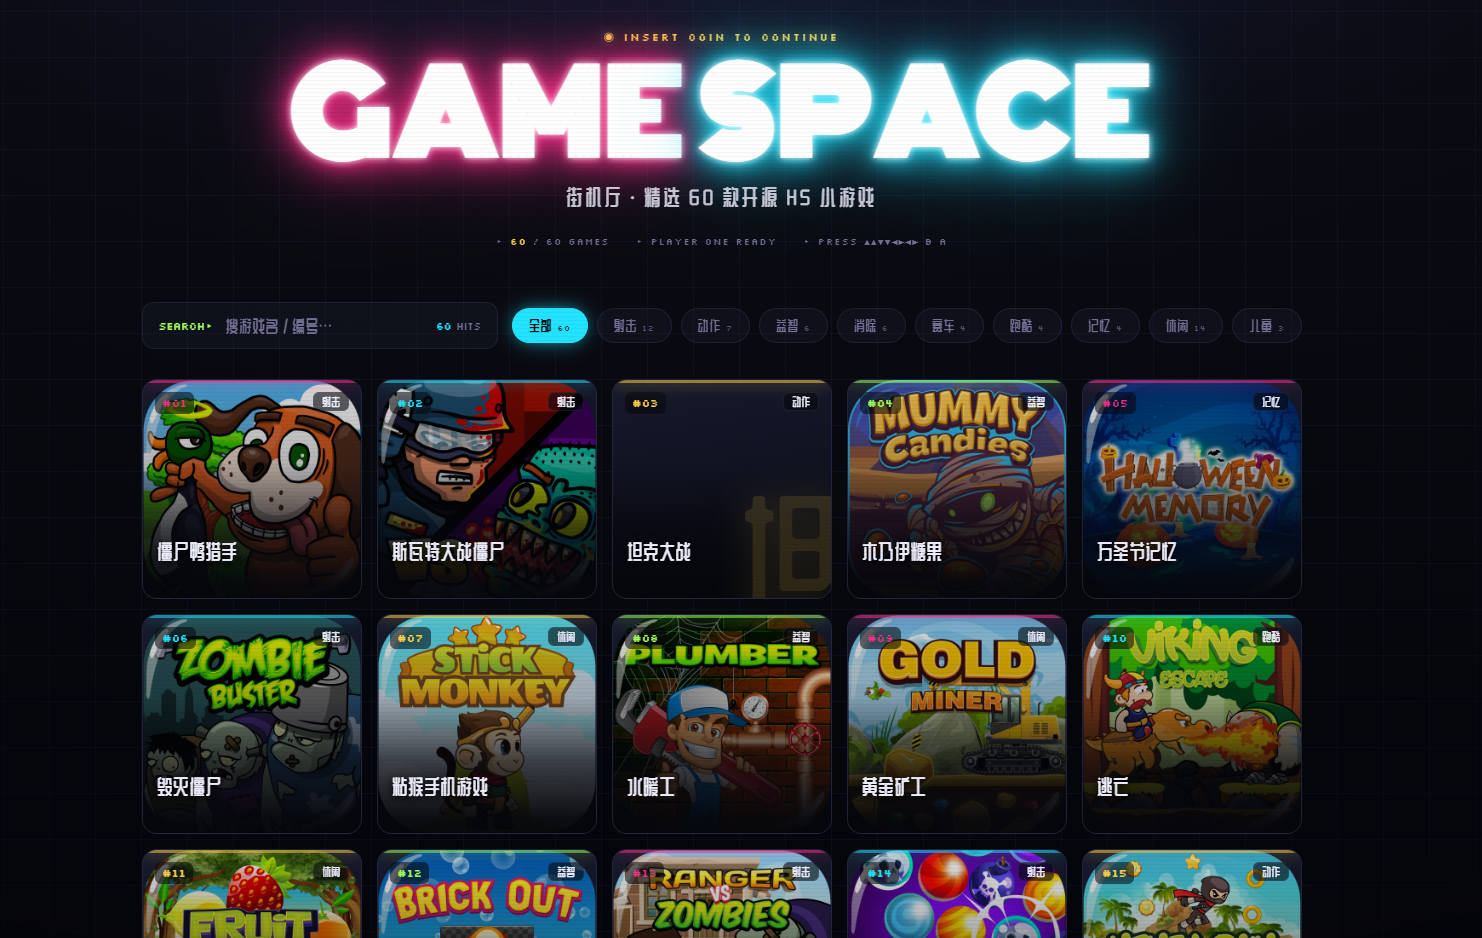 ◉ INSERT COIN TO CONTINUE
GAMESPACE
街机厅 · 精选 60 款开源 H5 小游戏
▸ 60 / 60 GAMES ▸ PLAYER ONE READY ▸ PRESS ▲▲▼▼◀▶◀▶ B A
SEARCH▸ 搜游戏名 / 编号… 60 HITS
全部 60 射击 12 动作 7 益智 6 消除 6 赛车 4 跑酷 4 记忆 4 休闲 14 儿童 3
#01 射击
僵尸鸭猎手
#02 射击
斯瓦特大战僵尸
#03 动作
坦
坦克大战
#04 益智
MUMMY
Candies
木乃伊糖果
#05 记忆
HALLOWEEN
MEMORY
万圣节记忆
#06 射击
ZOMBIE
BUSTER
毁灭僵尸
#07 休闲
STICK
MONKEY
粘猴手机游戏
#08 益智
PLUMBER
水暖工
#09 休闲
GOLD
MINER
黄金矿工
#10 跑酷
VIKING
ESCAPE
逃亡
#11 休闲
FRUIT
#12 益智
BRICK OUT
#13 射击
RANGER
VS
ZOMBIES
#14 射击
#15 动作